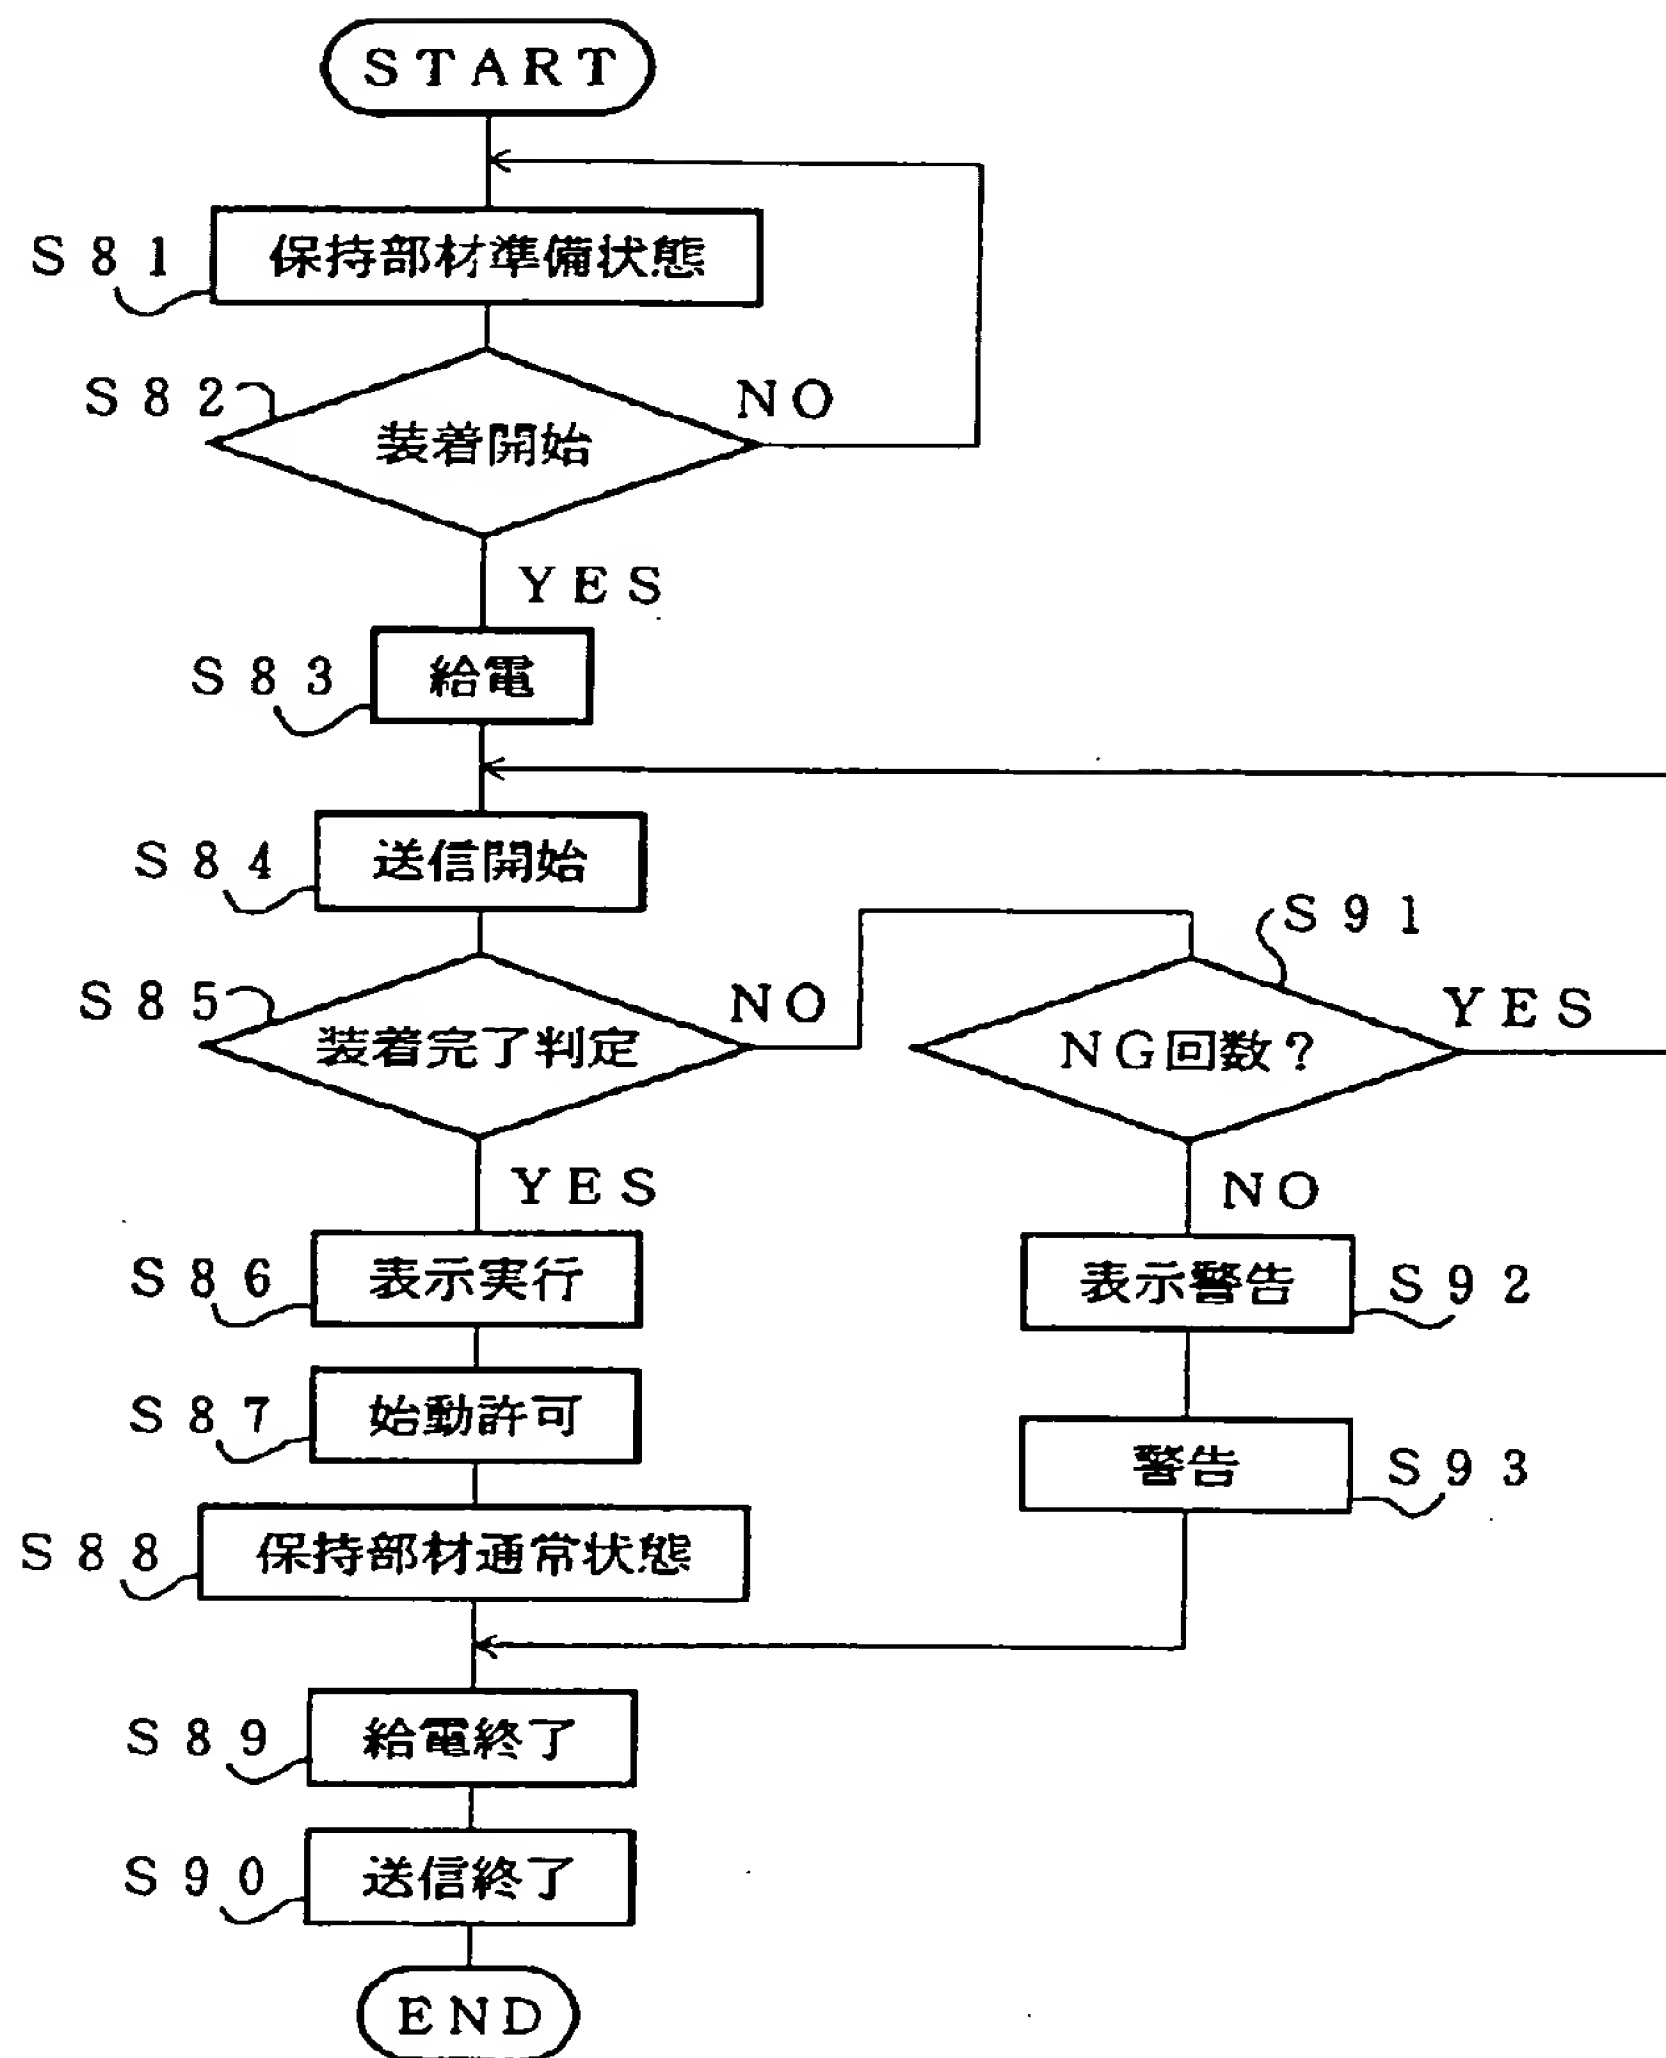 START
S81 保持部材準備状態
S82 装着開始 NO
YES
S83 給電
S84 送信開始
S85 装着完了判定 NO
YES
S91 NG回数? YES
NO
S86 表示実行
表示警告 S92
S87 始動許可
警告 S93
S88 保持部材通常状態
S89 給電終了
S90 送信終了
END